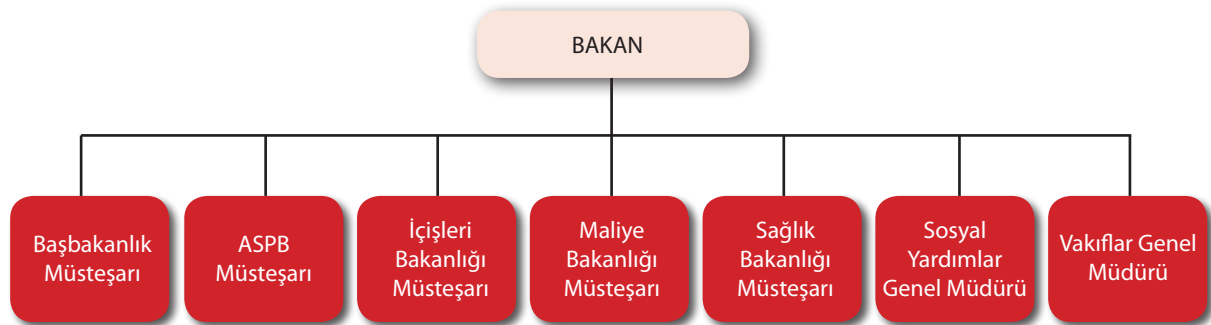 BAKAN
Başbakanlık
Müsteşarı
ASPB
Müsteşarı
İçişleri
Bakanlığı
Müsteşarı
Maliye
Bakanlığı
Müsteşarı
Sağlık
Bakanlığı
Müsteşarı
Sosyal
Yardımlar
Genel Müdürü
Vakıflar Genel
Müdürü